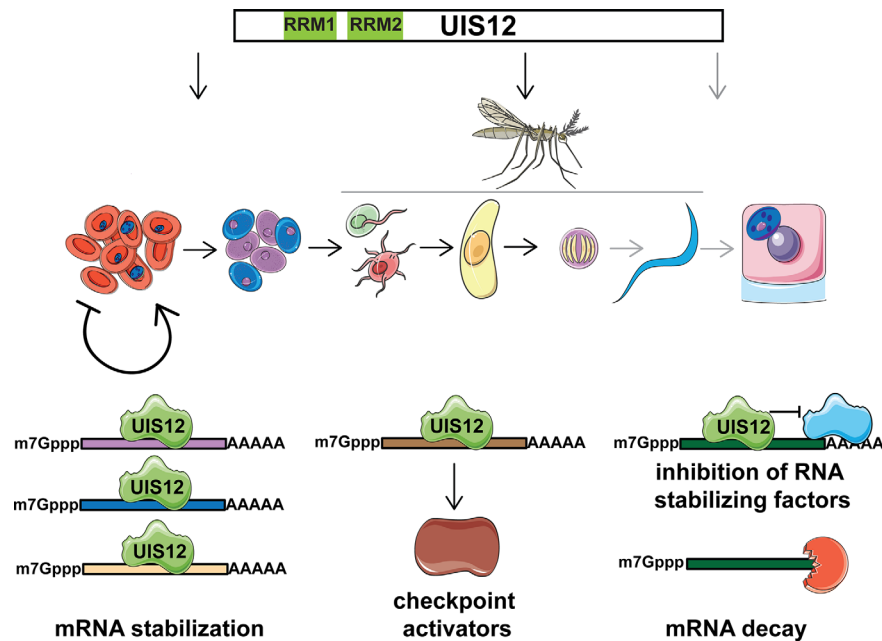 RRM1 RRM2 UIS12
UIS12
m7Gppp AAAAA
UIS12
m7Gppp AAAAA
UIS12
m7Gppp AAAAA
mRNA stabilization
UIS12
m7Gppp AAAAA
checkpoint
activators
UIS12
m7Gppp AAAAA
inhibition of RNA
stabilizing factors
m7Gppp
mRNA decay